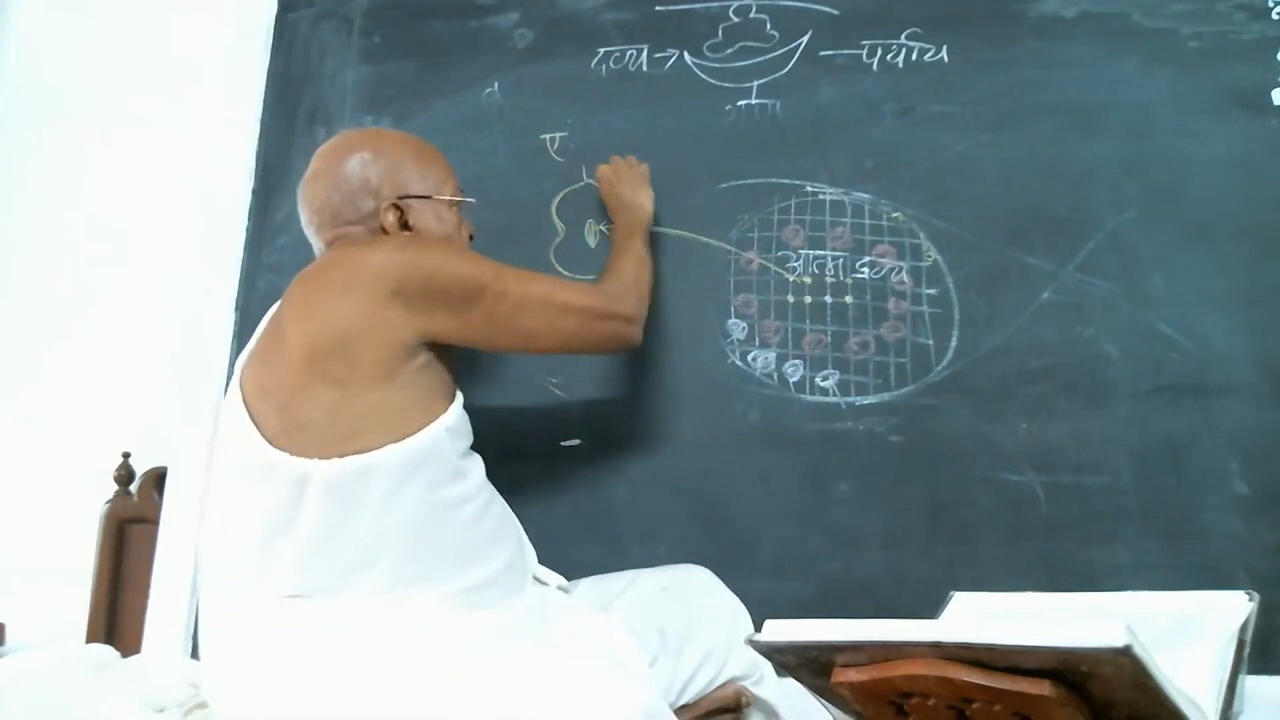 द्रव्य → — पर्याय
ए
आत्म द्रव्य